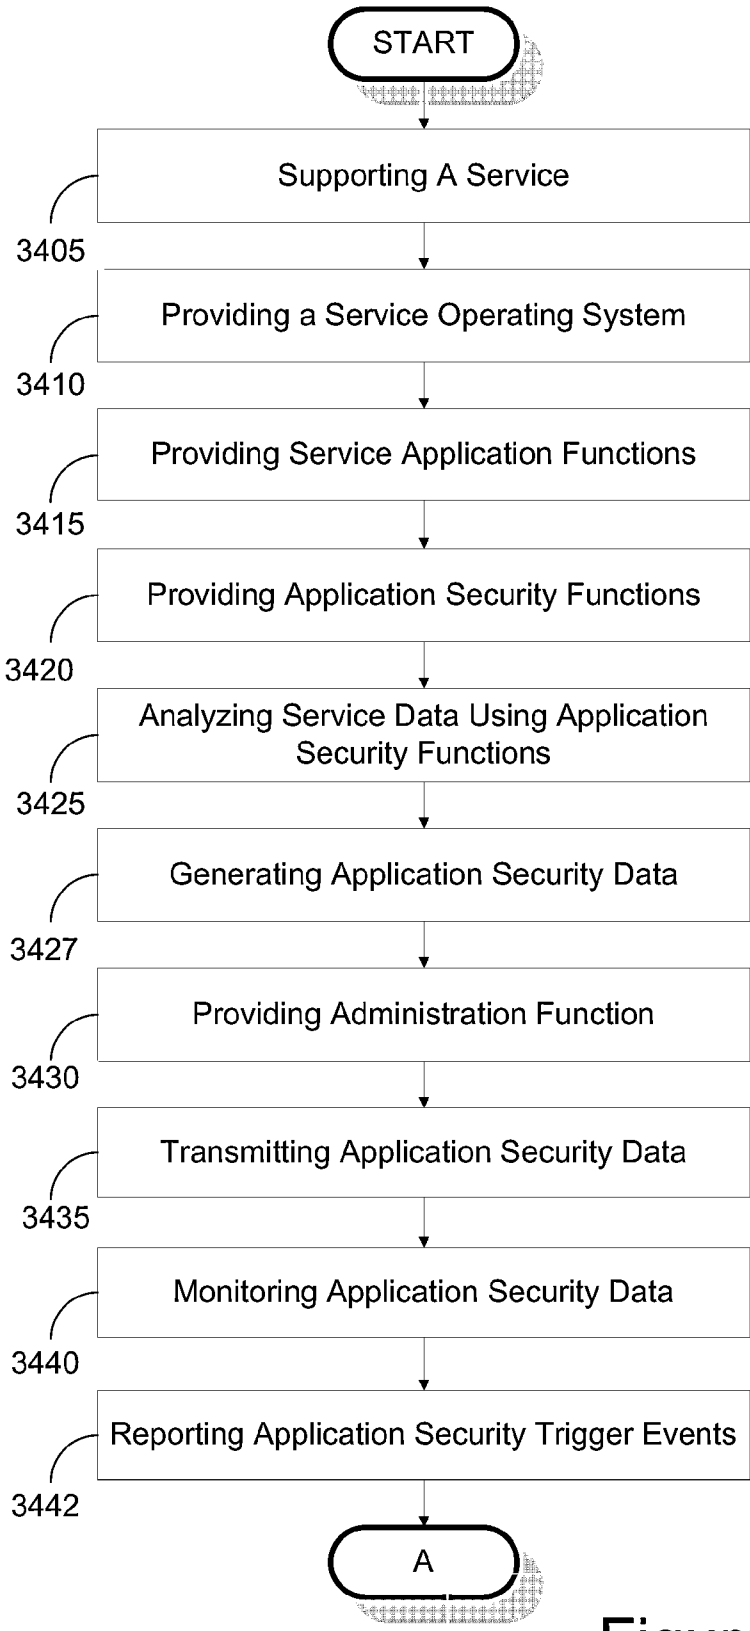 START
Supporting A Service
3405
Providing a Service Operating System
3410
Providing Service Application Functions
3415
Providing Application Security Functions
3420
Analyzing Service Data Using Application
Security Functions
3425
Generating Application Security Data
3427
Providing Administration Function
3430
Transmitting Application Security Data
3435
Monitoring Application Security Data
3440
Reporting Application Security Trigger Events
3442
A